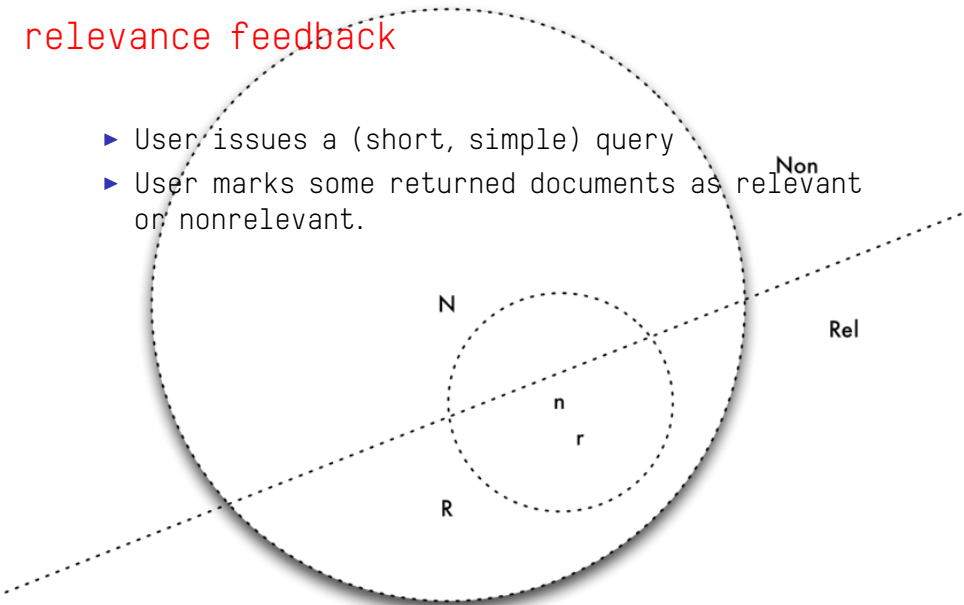 relevance feedback
► User issues a (short, simple) query
► User marks some returned documents as relevant
or nonrelevant.
Non
N
Rel
n
r
R